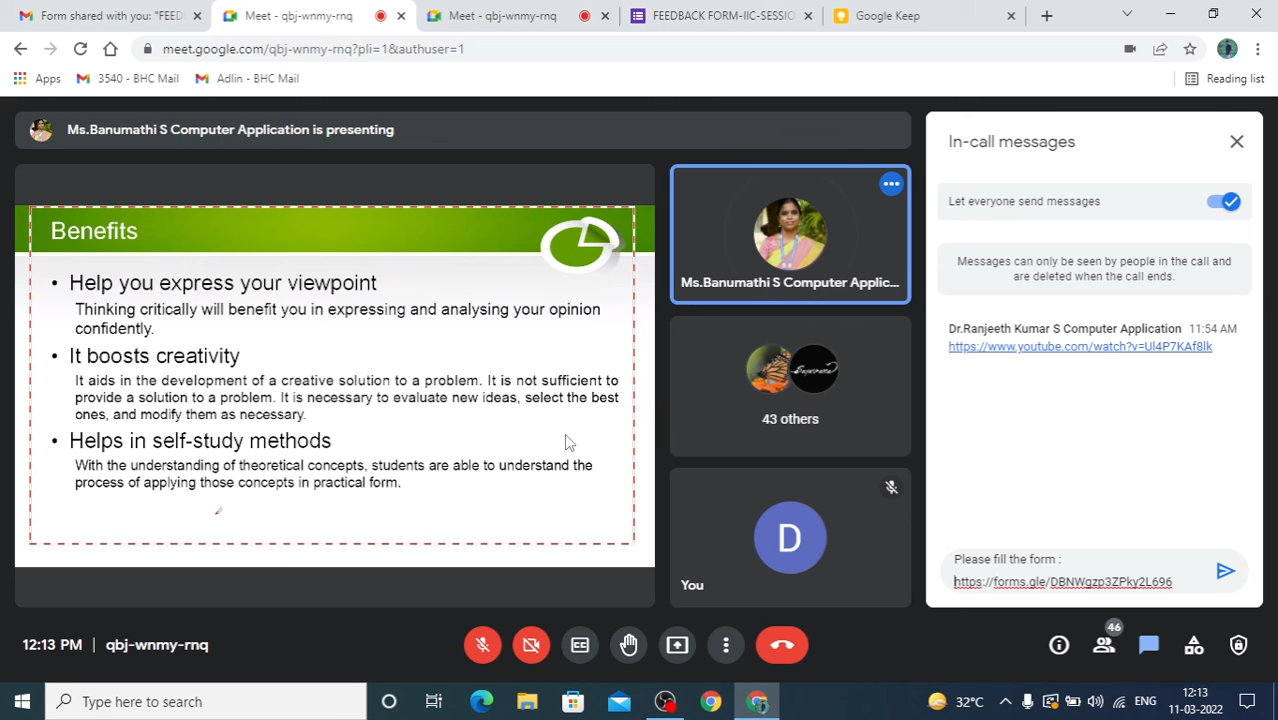 Form shared with you: "FEED
Meet - qbj-wnmy-rnq
Meet - qbj-wnmy-rnq
FEEDBACK FORM-IIC-SESSIO
Google Keep
meet.google.com/qbj-wnmy-rnq?pli=1&authuser=1
Apps
3540 - BHC Mail
Adlin - BHC Mail
Reading list
Ms.Banumathi S Computer Application is presenting
Benefits
• Help you express your viewpoint
Thinking critically will benefit you in expressing and analysing your opinion
confidently.
• It boosts creativity
It aids in the development of a creative solution to a problem. It is not sufficient to
provide a solution to a problem. It is necessary to evaluate new ideas, select the best
ones, and modify them as necessary.
• Helps in self-study methods
With the understanding of theoretical concepts, students are able to understand the
process of applying those concepts in practical form.
Ms.Banumathi S Computer Applic...
43 others
D
You
In-call messages
Let everyone send messages
Messages can only be seen by people in the call and
are deleted when the call ends.
Dr.Ranjeeth Kumar S Computer Application 11:54 AM
https://www.youtube.com/watch?v=Ul4P7KAf8lk
Please fill the form :
https://forms.gle/DBNWgzp3ZPky2L696
12:13 PM | qbj-wnmy-rnq
CC
46
Type here to search
32°C
ENG
12:13
11-03-2022